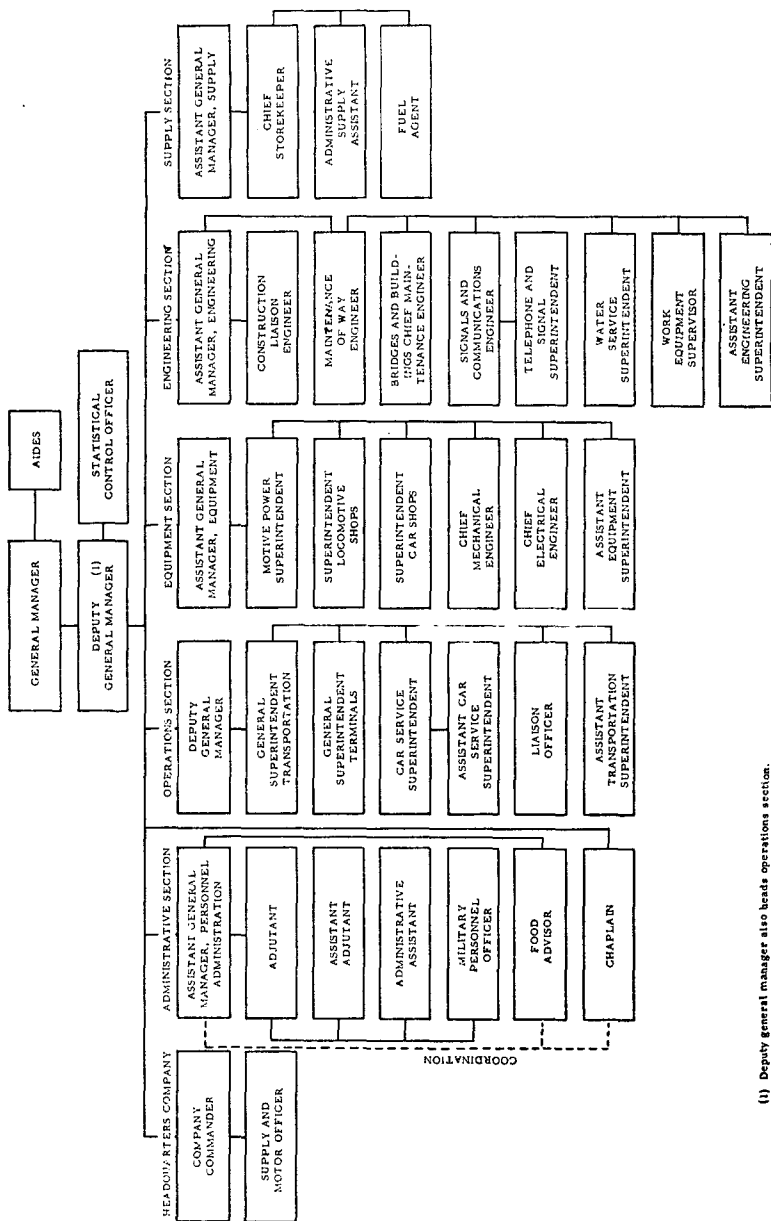 GENERAL MANAGER
AIDES
DEPUTY (1)
GENERAL MANAGER
STATISTICAL
CONTROL OFFICER
HEADQUARTERS COMPANY
COMPANY
COMMANDER
SUPPLY AND
MOTOR OFFICER
ADMINISTRATIVE SECTION
ASSISTANT GENERAL
MANAGER, PERSONNEL
ADMINISTRATION
ADJUTANT
ASSISTANT
ADJUTANT
ADMINISTRATIVE
ASSISTANT
MILITARY
PERSONNEL
OFFICER
FOOD
ADVISOR
CHAPLAIN
COORDINATION
OPERATIONS SECTION
DEPUTY
GENERAL
MANAGER
GENERAL
SUPERINTENDENT
TRANSPORTATION
GENERAL
SUPERINTENDENT
TERMINALS
CAR SERVICE
SUPERINTENDENT
ASSISTANT CAR
SERVICE
SUPERINTENDENT
LIAISON
OFFICER
ASSISTANT
TRANSPORTATION
SUPERINTENDENT
EQUIPMENT SECTION
ASSISTANT GENERAL
MANAGER, EQUIPMENT
MOTIVE POWER
SUPERINTENDENT
SUPERINTENDENT
LOCOMOTIVE
SHOPS
SUPERINTENDENT
CAR SHOPS
CHIEF
MECHANICAL
ENGINEER
CHIEF
ELECTRICAL
ENGINEER
ASSISTANT
EQUIPMENT
SUPERINTENDENT
ENGINEERING SECTION
ASSISTANT GENERAL
MANAGER, ENGINEERING
CONSTRUCTION
LIAISON
ENGINEER
MAINTENANCE
OF WAY
ENGINEER
BRIDGES AND BUILD-
INGS CHIEF MAIN-
TENANCE ENGINEER
SIGNALS AND
COMMUNICATIONS
ENGINEER
TELEPHONE AND
SIGNAL
SUPERINTENDENT
WATER
SERVICE
SUPERINTENDENT
WORK
EQUIPMENT
SUPERVISOR
ASSISTANT
ENGINEERING
SUPERINTENDENT
SUPPLY SECTION
ASSISTANT GENERAL
MANAGER, SUPPLY
CHIEF
STOREKEEPER
ADMINISTRATIVE
SUPPLY
ASSISTANT
FUEL
AGENT
(1) Deputy general manager also heads operations section.